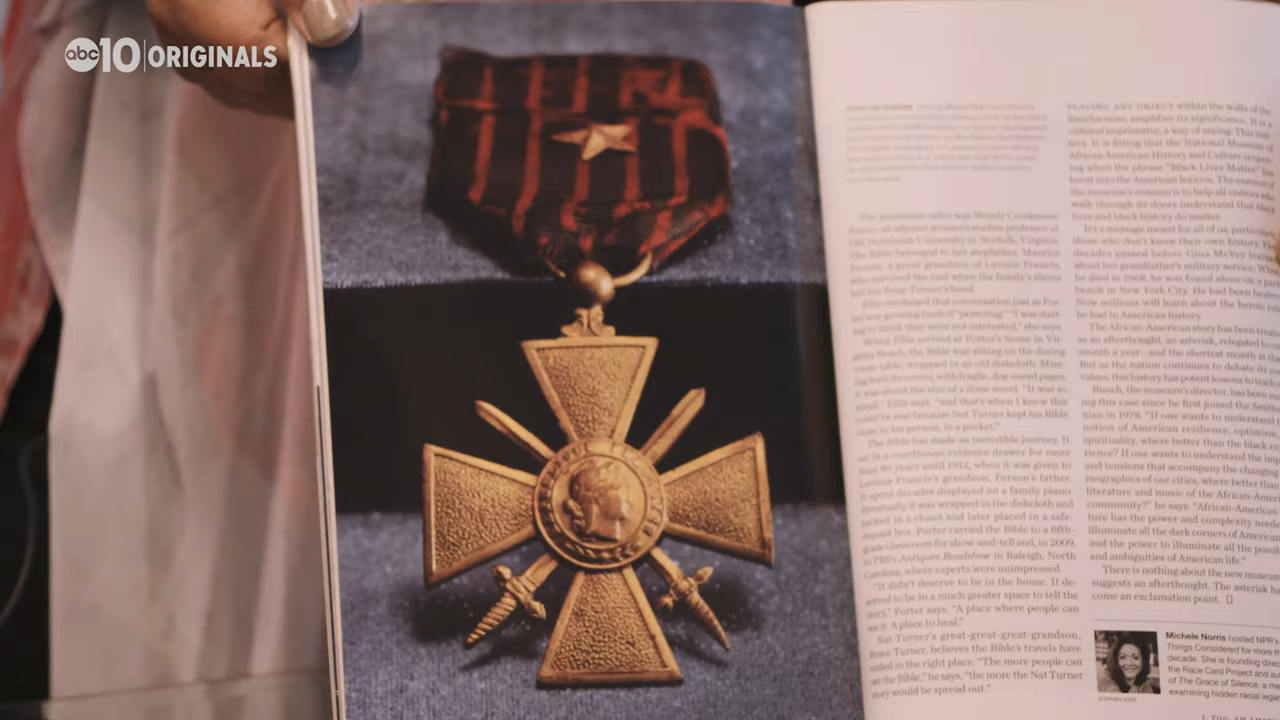 abc10 | ORIGINALS
PLACING ANY OBJECT within the walls of the
Smithsonian amplifies its significance. It is a
cultural imprimatur, a way of saying: This
It is fitting that the National Museum of
African American History and Culture is
ing when the phrase "Black Lives Matter" has
burst into the American lexicon. The essence of
the museum's mission is to help all visitors who
walk through its doors understand that black
lives and black history do matter.
It's a message meant for all of us, particularly
those who don't know their own history.
decades passed before Gina McVey learned
about her grandfather's military service. When
he died in 1968, he was found alone on a
bench in New York City. He had been beaten.
Now millions will learn about the heroic
he had in American history.
The African-American story has been
as an afterthought, an asterisk, relegated to
month a year—and the shortest month at
But as the nation continues to debate its
values, this history has potent lessons to
Bunch, the museum's director, has been
ing this case since he first joined the
nian in 1978. "If one wants to understand
notion of American resilience, optimism,
spirituality, where better than the black
rience? If one wants to understand the
and tensions that accompany the changing
mographics of our cities, where better than
literature and music of the African-
community?" he says. "African-American
ture has the power and complexity
illuminate all the dark corners of American
and the power to illuminate all the
and ambiguities of American life."
There is nothing about the new museum
suggests an afterthought. The asterisk
come an exclamation point.
The persistent caller was Wendy Creekmore
Porter, an adjunct women's studies professor at
Old Dominion University in Norfolk, Virginia.
The Bible belonged to her stepfather, Maurice
Person, a great-grandson of Lavinia Francis,
who survived the raid when the family's slaves
hid her from Turner's band.
Ellis overheard that conversation just as Por-
ter was growing tired of "pestering." "I was start-
ing to think they were not interested," she says.
When Ellis arrived at Porter's home in Vir-
ginia Beach, the Bible was sitting on the dining
room table, wrapped in an old dishcloth. Miss-
ing both its covers, with fragile, dog-eared pages,
it was about the size of a dime novel. "It was so
small," Ellis says, "and that's when I knew this
could be real because Nat Turner kept his Bible
close to his person, in a pocket."
The Bible has made an incredible journey. It
sat in a courthouse evidence drawer for more
than 80 years until 1912, when it was given to
Lavinia Francis's grandson, Person's father.
It spent decades displayed on a family piano.
Eventually it was wrapped in the dishcloth and
tucked in a closet and later placed in a safe-
deposit box. Porter carried the Bible to a fifth-
grade classroom for show-and-tell and, in 2009,
to PBS's Antiques Roadshow in Raleigh, North
Carolina, where experts were unimpressed.
"It didn't deserve to be in the house. It de-
served to be in a much greater space to tell the
story," Porter says. "A place where people can
see it. A place to heal."
Nat Turner's great-great-great-grandson,
Bruce Turner, believes the Bible's travels have
ended in the right place. "The more people can
see the Bible," he says, "the more the Nat Turner
story would be spread out."
Michele Norris hosted NPR's
Things Considered for more
decade. She is founding
the Race Card Project and
of The Grace of Silence, a
examining hidden racial